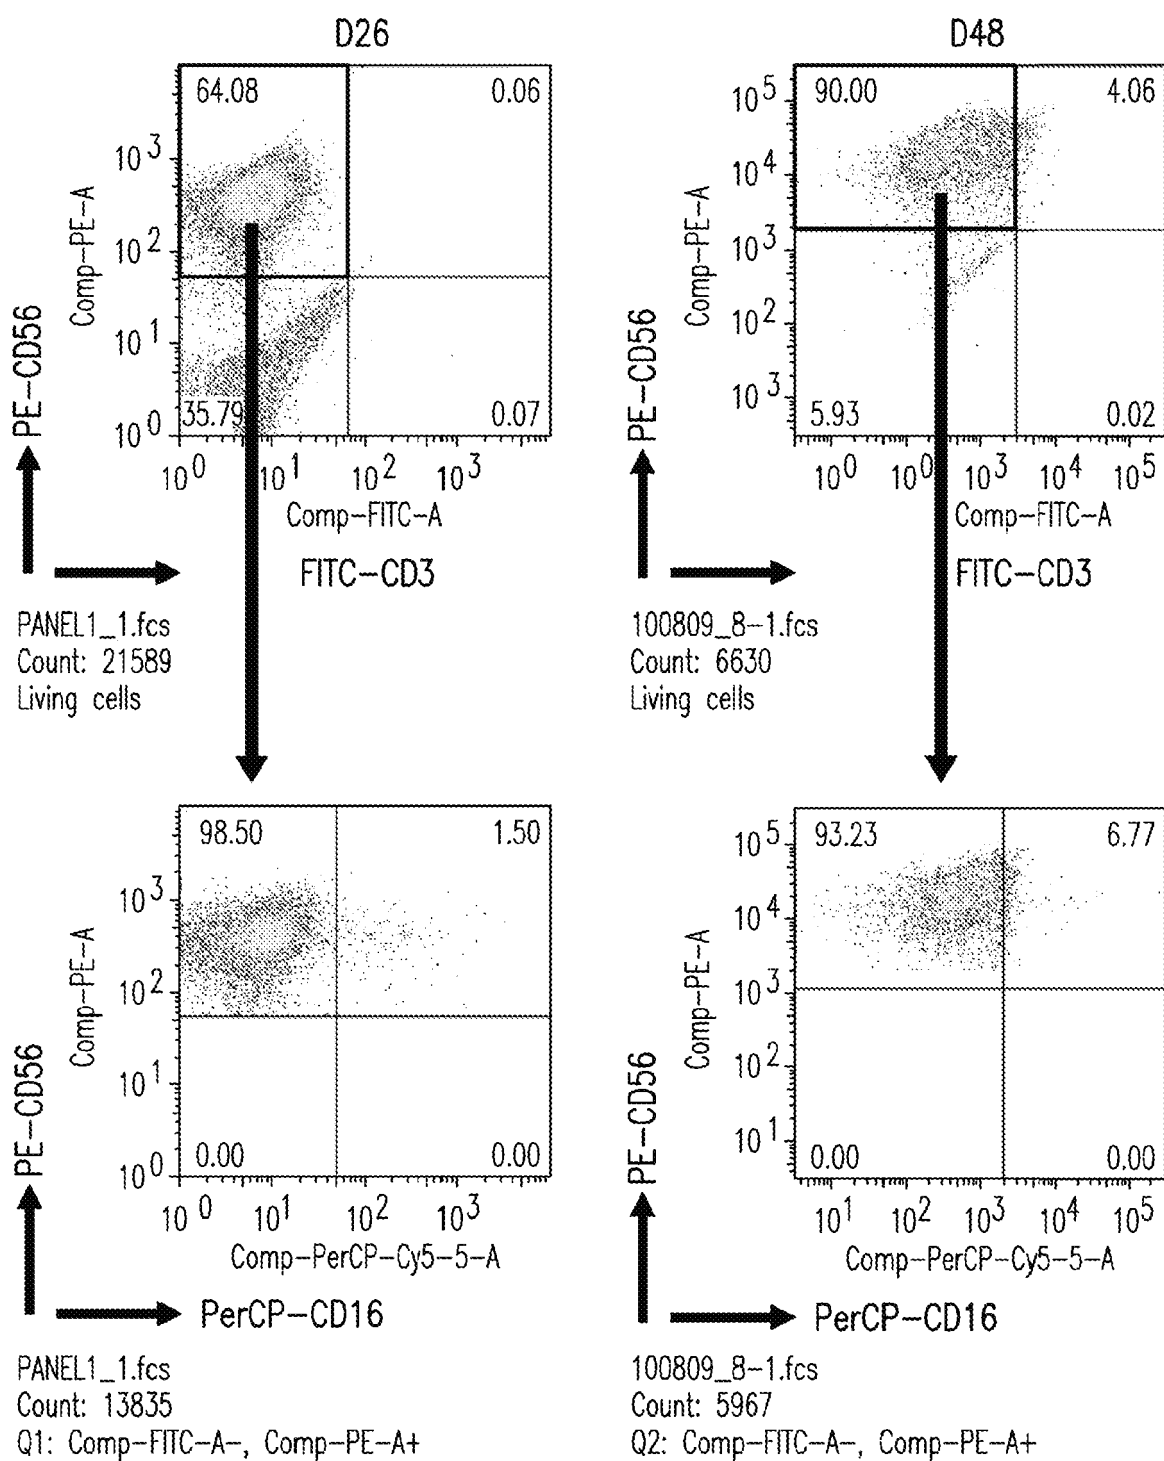 D26
64.08 0.06
10^3
10^2
10^1
10^0
Comp-PE-A
PE-CD56
35.79 0.07
10^0 10^1 10^2 10^3
Comp-FITC-A
FITC-CD3
PANEL1_1.fcs
Count: 21589
Living cells
D48
90.00 4.06
10^5
10^4
10^3
10^2
10^3
Comp-PE-A
PE-CD56
5.93 0.02
10^0 10^0 10^3 10^4 10^5
Comp-FITC-A
FITC-CD3
100809_8-1.fcs
Count: 6630
Living cells
98.50 1.50
10^3
10^2
10^1
10^0
Comp-PE-A
PE-CD56
0.00 0.00
10^0 10^1 10^2 10^3
Comp-PerCP-Cy5-5-A
PerCP-CD16
PANEL1_1.fcs
Count: 13835
Q1: Comp-FITC-A-, Comp-PE-A+
93.23 6.77
10^5
10^4
10^3
10^2
10^1
Comp-PE-A
PE-CD56
0.00 0.00
10^1 10^2 10^3 10^4 10^5
Comp-PerCP-Cy5-5-A
PerCP-CD16
100809_8-1.fcs
Count: 5967
Q2: Comp-FITC-A-, Comp-PE-A+